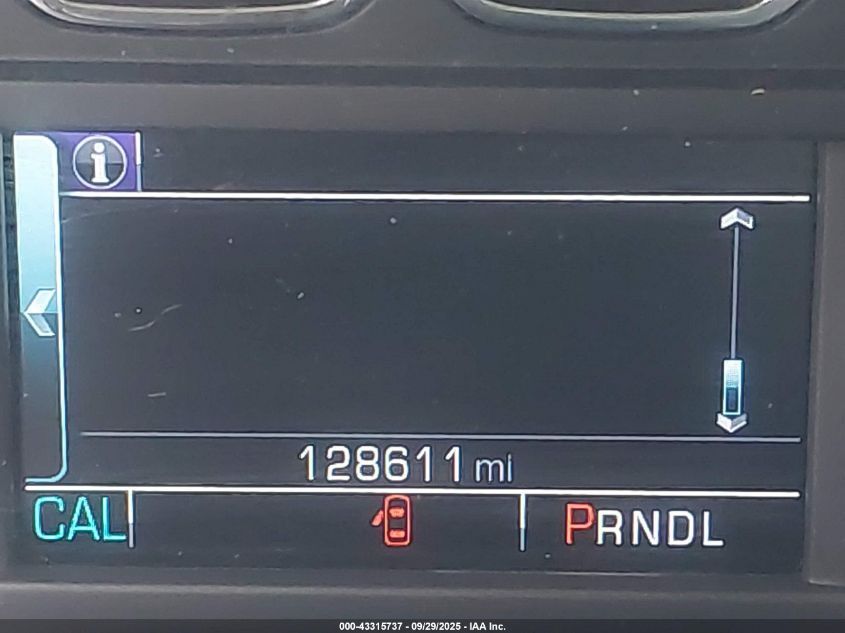 i
128611 mi
CAL PRNDL
000-43315737 - 09/29/2025 - IAA Inc.